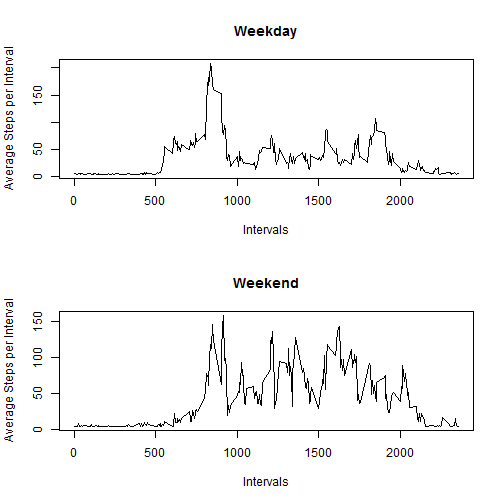 Weekday
Average Steps per Interval
0 50 150
0 500 1000 1500 2000
Intervals
Weekend
Average Steps per Interval
0 50 100 150
0 500 1000 1500 2000
Intervals